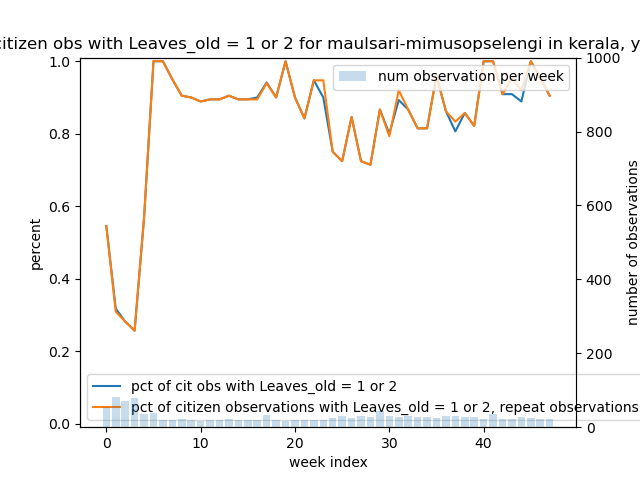 citizen obs with Leaves_old = 1 or 2 for maulsari-mimusopselengi in kerala, y
num observation per week
1.0
0.8
0.6
0.4
0.2
0.0
percent
1000
800
600
400
200
0
number of observations
pct of cit obs with Leaves_old = 1 or 2
pct of citizen observations with Leaves_old = 1 or 2, repeat observations
0
10
20
30
40
week index